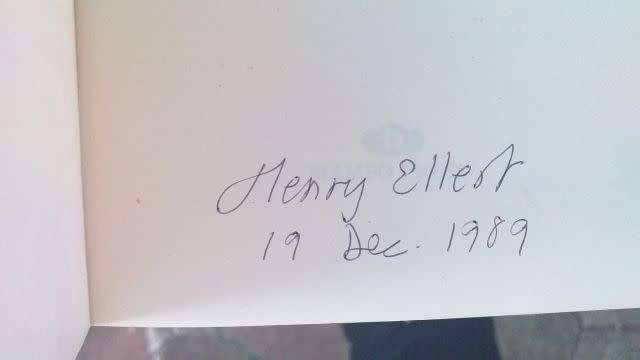 Henry Ellert
19 Dec. 1989